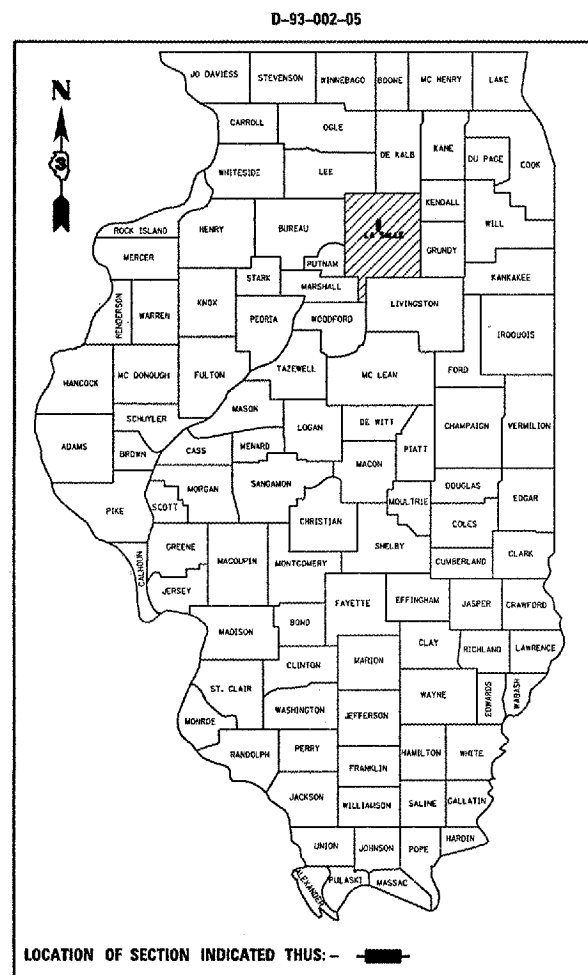 D-93-002-05
JO DAVIESS STEVENSON WINNEBAGO BOONE MC HENRY LAKE
CARROLL OGLE
DE KALB KANE DU PAGE COOK
WHITESIDE LEE
KENDALL WILL
N
3
ROCK ISLAND HENRY BUREAU LA SALLE GRUNDY
MERCER PUTNAM KANKAKEE
STARK MARSHALL
HENDERSON WARREN KNOX PEORIA WOODFORD LIVINGSTON IROQUOIS
HANCOCK MC DONOUGH FULTON TAZEWELL MC LEAN FORD
SCHUYLER MASON LOGAN DE WITT CHAMPAIGN VERMILION
ADAMS BROWN CASS MENARD PIATT
MACON
PIKE SCOTT MORGAN SANGAMON MOULTRIE DOUGLAS EDGAR
CHRISTIAN COLES
CALHOUN GREENE MACOUPIN MONTGOMERY SHELBY CUMBERLAND CLARK
JERSEY FAYETTE EFFINGHAM JASPER CRAWFORD
MADISON BOND
CLAY RICHLAND LAWRENCE
CLINTON MARION
ST. CLAIR WAYNE EDWARDS WABASH
WASHINGTON JEFFERSON
MONROE
RANDOLPH PERRY HAMILTON WHITE
FRANKLIN
JACKSON WILLIAMSON SALINE GALLATIN
UNION JOHNSON POPE HARDIN
ALEXANDER PULASKI MASSAC
LOCATION OF SECTION INDICATED THUS: -